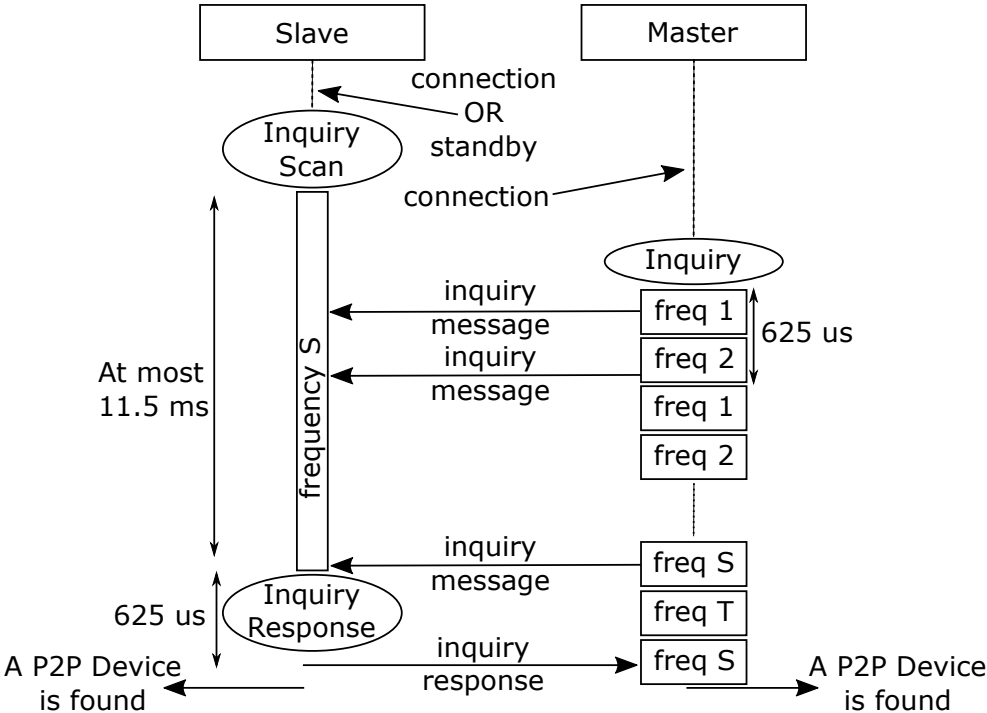 Slave
Master
connection
OR
standby
Inquiry
Scan
connection
Inquiry
inquiry
message
freq 1
625 us
inquiry
message
freq 2
At most
11.5 ms
frequency S
freq 1
freq 2
inquiry
message
freq S
625 us
Inquiry
Response
freq T
inquiry
response
freq S
A P2P Device
is found
A P2P Device
is found